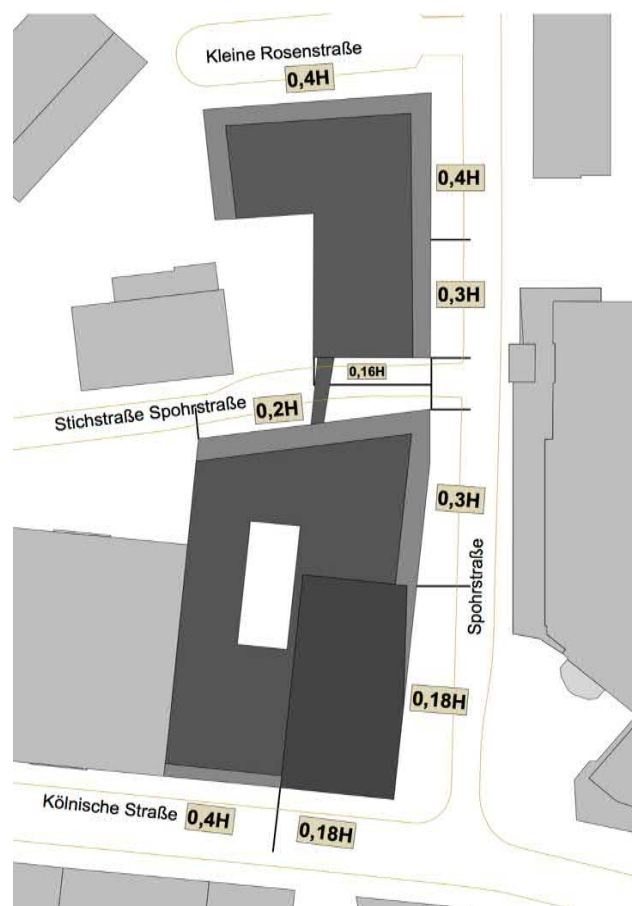 Kleine Rosenstraße
0,4H
0,4H
0,3H
0,16H
Stichstraße Spohrstraße
0,2H
0,3H
Spohrstraße
0,18H
Kölnische Straße
0,4H
0,18H